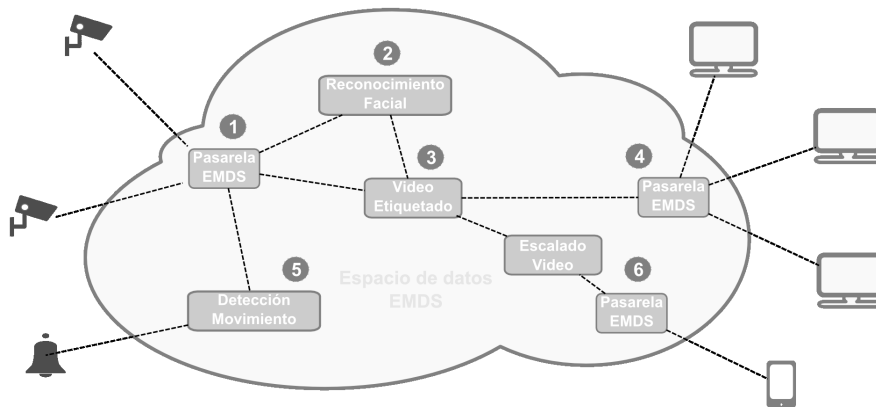 2
Reconocimiento
Facial
1
Pasarela
EMDS
3
Video
Etiquetado
4
Pasarela
EMDS
Escalado
Video
5
Detección
Movimiento
Espacio de datos
EMDS
6
Pasarela
EMDS